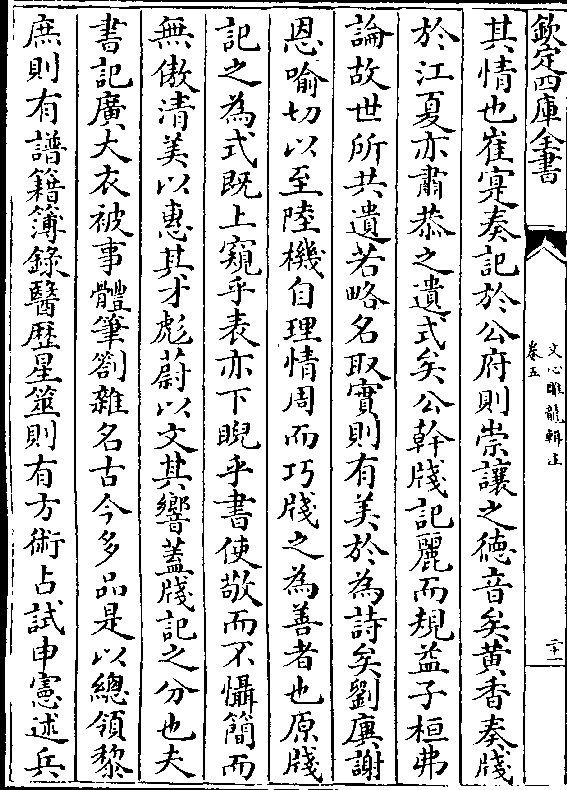 欽定四庫全書
文心雕龍輯注
卷五
二十一
其情也崔寔奏記於公府則崇讓之徳音矣黄香奏牋
於江夏亦肅恭之遺式矣公幹牋記麗而規益子桓弗
論故世所共遺若略名取實則有美於為詩矣劉廙謝
恩喻切以至陸機自理情周而巧牋之為善者也原牋
記之為式既上窺乎表亦下睨乎書使敬而不懾簡而
無傲清美以惠其才彪蔚以文其響蓋牋記之分也夫
書記廣大衣被事體筆劄雜名古今多品是以總領黎
庶則有譜籍簿錄醫歴星筮則有方術占試申憲述兵